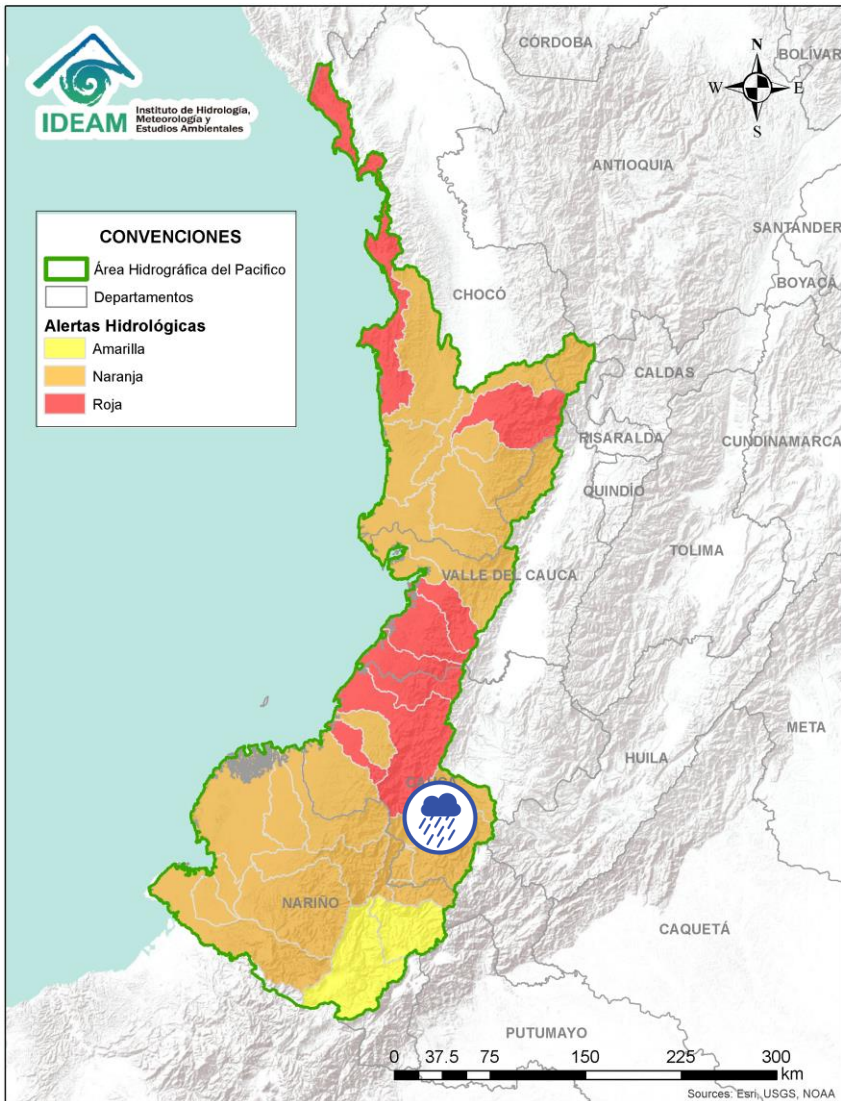 IDEAM
Instituto de Hidrología,
Meteorología y
Estudios Ambientales
CÓRDOBA
BOLÍVAR
N
W
E
S
ANTIOQUIA
SANTANDER
CONVENCIONES
Área Hidrográfica del Pacifico
Departamentos
Alertas Hidrológicas
Amarilla
Naranja
Roja
BOYACÁ
CHOCÓ
CALDAS
RISARALDA
CUNDINAMARCA
QUINDÍO
TOLIMA
VALLE DEL CAUCA
META
HUILA
CAUCA
NARIÑO
CAQUETÁ
PUTUMAYO
0 37.5 75 150 225 300
km
Sources: Esri, USGS, NOAA